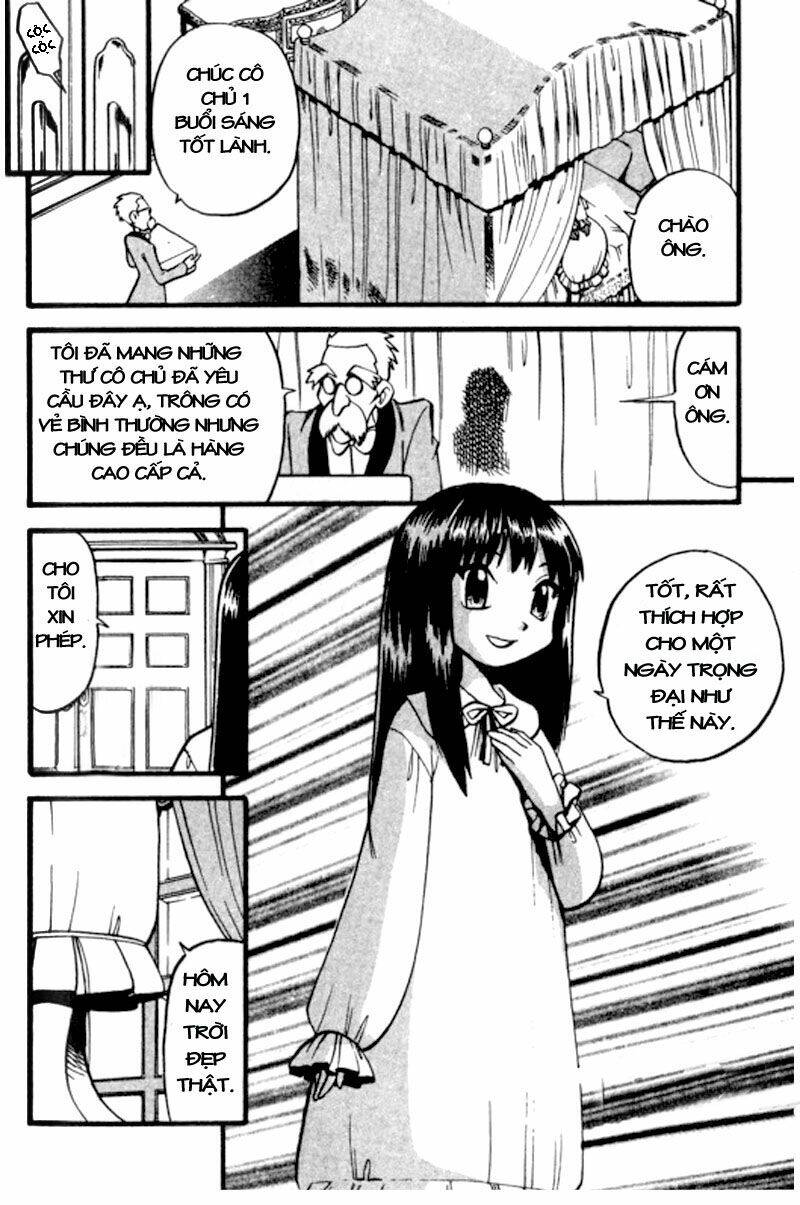 CỘC
CỘC
CHÚC CÔ
CHỦ 1
BUỔI SÁNG
TỐT LÀNH.
CHÀO
ÔNG.
TÔI ĐÃ MANG NHỮNG
THƯ CÔ CHỦ ĐÃ YÊU
CẦU ĐÂY Ạ, TRÔNG CÓ
VẺ BÌNH THƯỜNG NHƯNG
CHÚNG ĐỀU LÀ HÀNG
CAO CẤP CẢ.
CÁM
ƠN
ÔNG.
CHO
TÔI
XIN
PHÉP.
TỐT, RẤT
THÍCH HỢP
CHO MỘT
NGÀY TRỌNG
ĐẠI NHƯ
THẾ NÀY.
HÔM
NAY
TRỜI
ĐẸP
THẬT.